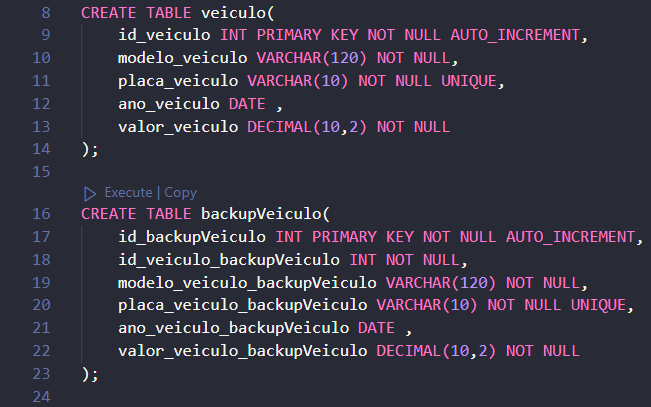 8 CREATE TABLE veiculo(
9 id_veiculo INT PRIMARY KEY NOT NULL AUTO_INCREMENT,
10 modelo_veiculo VARCHAR(120) NOT NULL,
11 placa_veiculo VARCHAR(10) NOT NULL UNIQUE,
12 ano_veiculo DATE ,
13 valor_veiculo DECIMAL(10,2) NOT NULL
14 );
15
Execute | Copy
16 CREATE TABLE backupVeiculo(
17 id_backupVeiculo INT PRIMARY KEY NOT NULL AUTO_INCREMENT,
18 id_veiculo_backupVeiculo INT NOT NULL,
19 modelo_veiculo_backupVeiculo VARCHAR(120) NOT NULL,
20 placa_veiculo_backupVeiculo VARCHAR(10) NOT NULL UNIQUE,
21 ano_veiculo_backupVeiculo DATE ,
22 valor_veiculo_backupVeiculo DECIMAL(10,2) NOT NULL
23 );
24